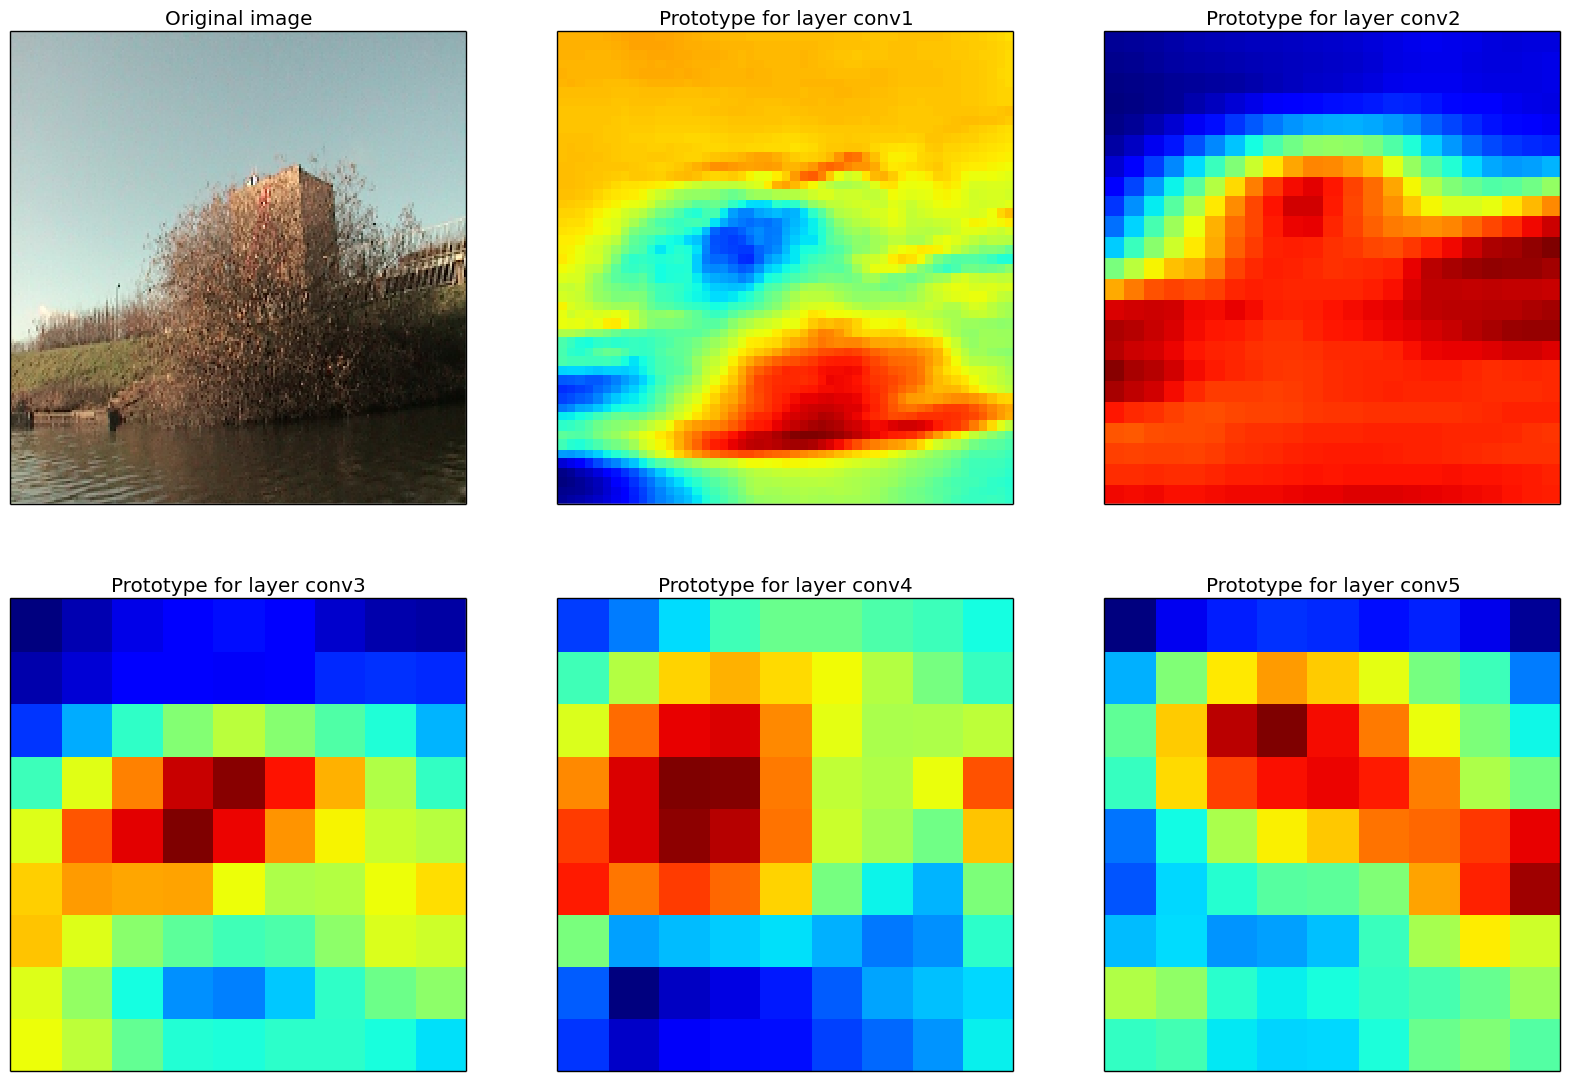 Original image
Prototype for layer conv1
Prototype for layer conv2
Prototype for layer conv3
Prototype for layer conv4
Prototype for layer conv5